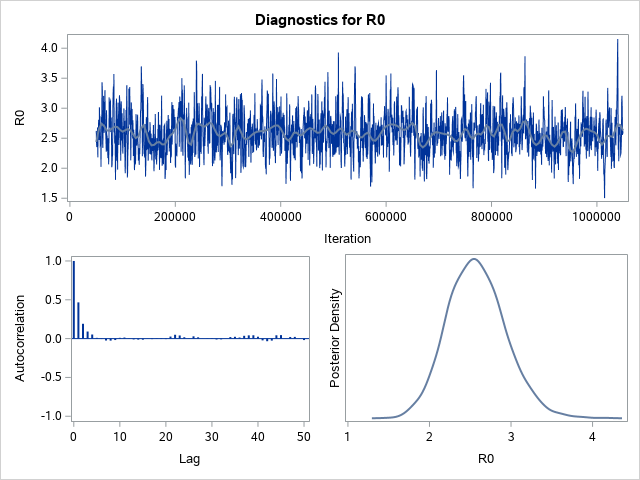 Diagnostics for R0
R0
4.0
3.5
3.0
2.5
2.0
1.5
0 200000 400000 600000 800000 1000000
Iteration
Autocorrelation
1.0
0.5
0.0
-0.5
-1.0
0 10 20 30 40 50
Lag
Posterior Density
1 2 3 4
R0